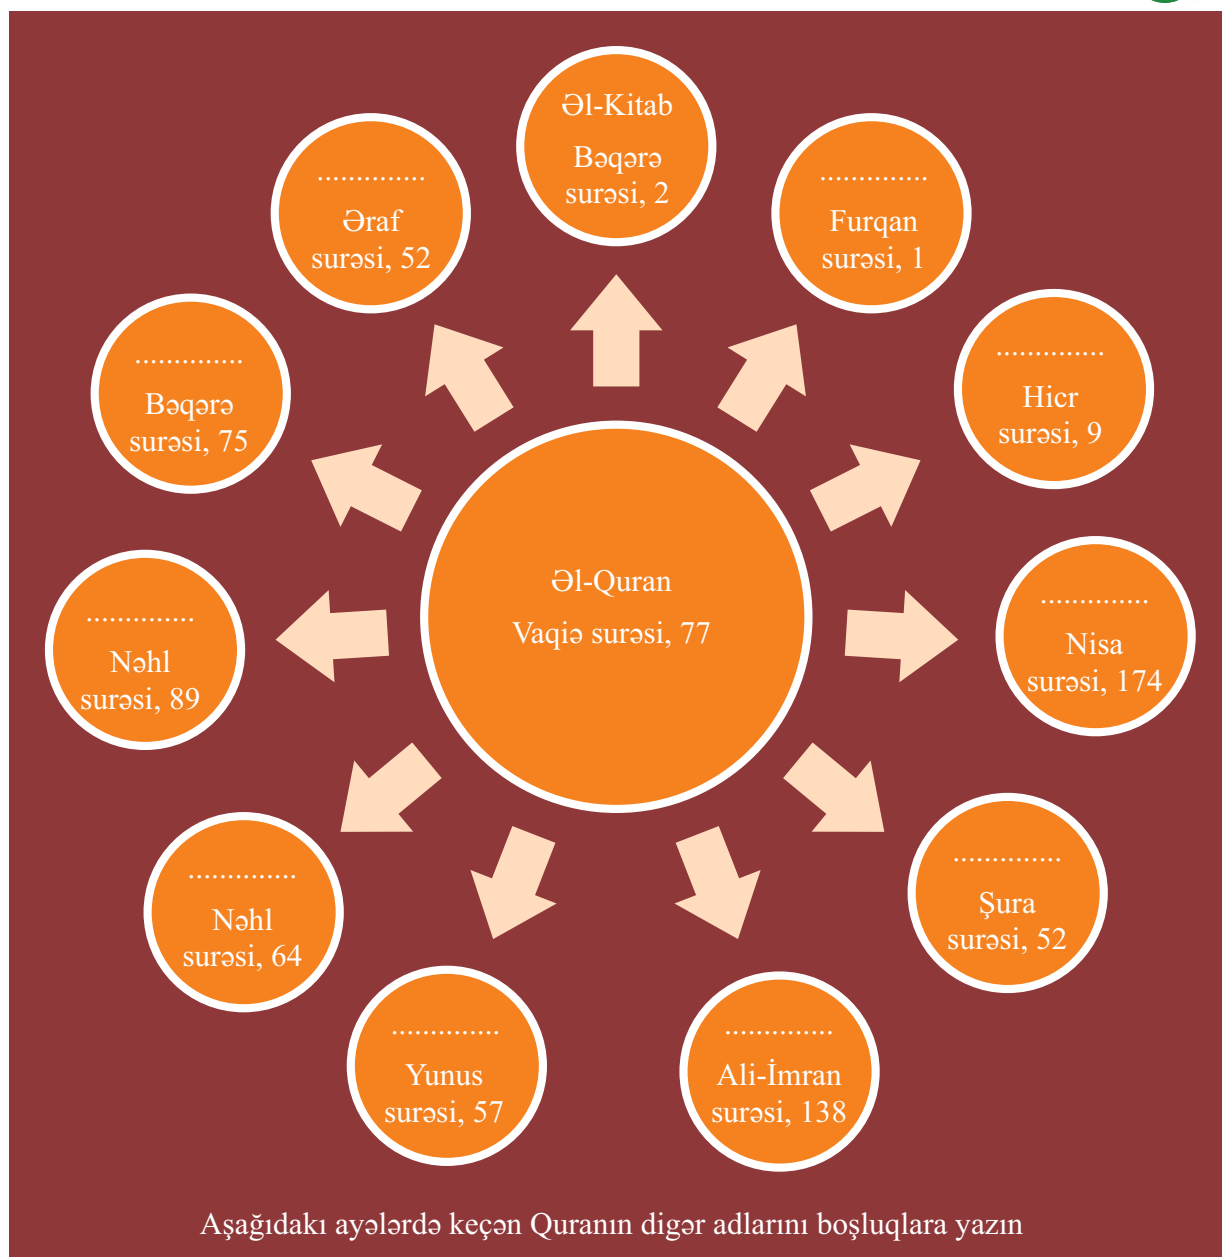 Əl-Kitab
Bəqərə
surəsi, 2
..............
Furqan
surəsi, 1
..............
Hicr
surəsi, 9
..............
Nisa
surəsi, 174
..............
Şura
surəsi, 52
..............
Ali-İmran
surəsi, 138
..............
Yunus
surəsi, 57
..............
Nəhl
surəsi, 64
..............
Nəhl
surəsi, 89
..............
Bəqərə
surəsi, 75
..............
Əraf
surəsi, 52
Əl-Quran
Vaqiə surəsi, 77
Aşağıdakı ayələrdə keçən Quranın digər adlarını boşluqlara yazın